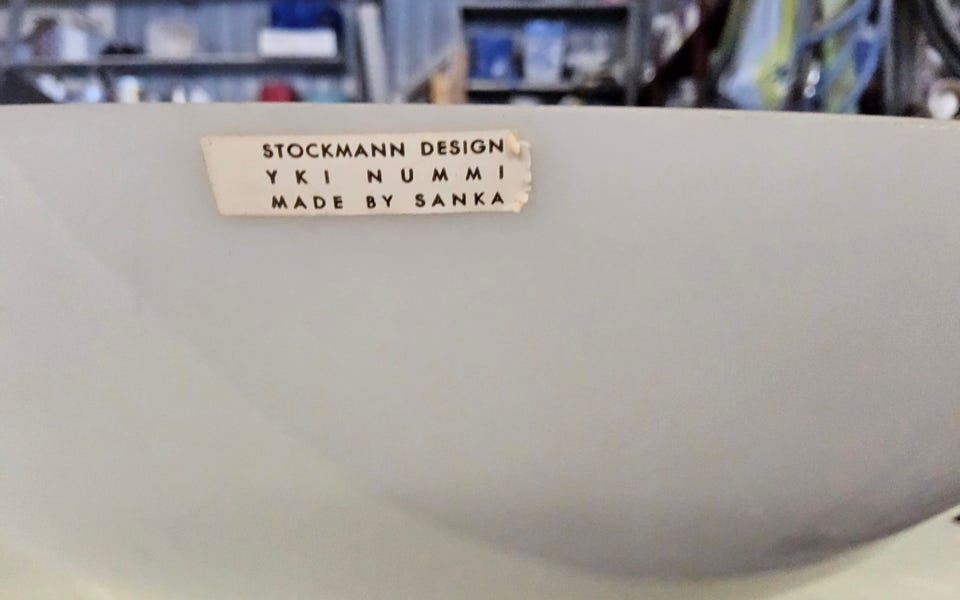 STOCKMANN DESIGN
YKI NUMMI
MADE BY SANKA